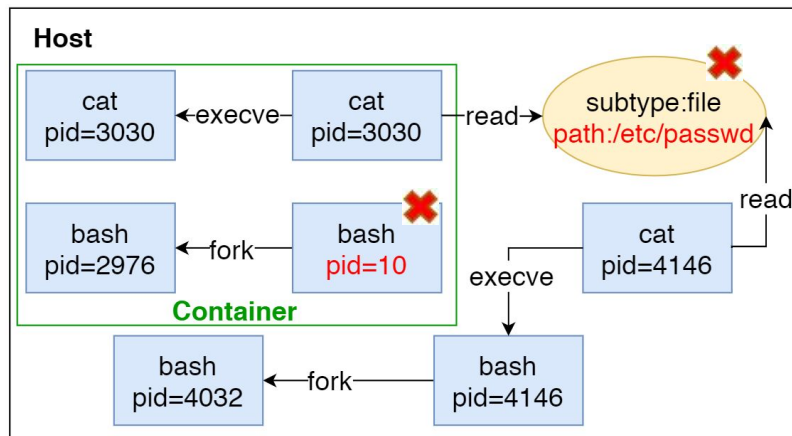 Host
cat
pid=3030
execve
cat
pid=3030
read
subtype:file
path:/etc/passwd
read
bash
pid=2976
fork
bash
pid=10
cat
pid=4146
execve
Container
bash
pid=4032
fork
bash
pid=4146